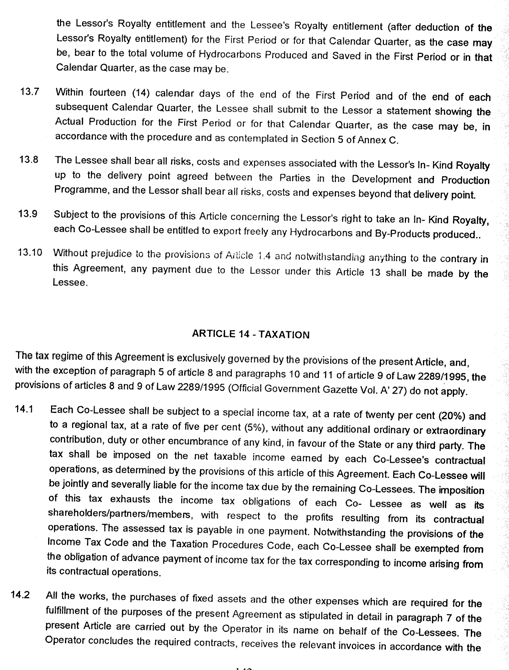 the Lessor's Royalty entitlement and the Lessee's Royalty entitlement (after deduction of the
Lessor's Royalty entitlement) for the First Period or for that Calendar Quarter, as the case may
be, bear to the total volume of Hydrocarbons Produced and Saved in the First Period or in that
Calendar Quarter, as the case may be.
13.7 Within fourteen (14) calendar days of the end of the First Period and of the end of each
subsequent Calendar Quarter, the Lessee shall submit to the Lessor a statement showing the
Actual Production for the First Period or for that Calendar Quarter, as the case may be, in
accordance with the procedure and as contemplated in Section 5 of Annex C.
13.8 The Lessee shall bear all risks, costs and expenses associated with the Lessor's In- Kind Royalty
up to the delivery point agreed between the Parties in the Development and Production
Programme, and the Lessor shall bear all risks, costs and expenses beyond that delivery point.
13.9 Subject to the provisions of this Article concerning the Lessor's right to take an In- Kind Royalty,
each Co-Lessee shall be entitled to export freely any Hydrocarbons and By-Products produced..
13.10 Without prejudice to the provisions of Article 1.4 and notwithstanding anything to the contrary in
this Agreement, any payment due to the Lessor under this Article 13 shall be made by the
Lessee.
ARTICLE 14 - TAXATION
The tax regime of this Agreement is exclusively governed by the provisions of the present Article, and,
with the exception of paragraph 5 of article 8 and paragraphs 10 and 11 of article 9 of Law 2289/1995, the
provisions of articles 8 and 9 of Law 2289/1995 (Official Government Gazette Vol. A' 27) do not apply.
14.1 Each Co-Lessee shall be subject to a special income tax, at a rate of twenty per cent (20%) and
to a regional tax, at a rate of five per cent (5%), without any additional ordinary or extraordinary
contribution, duty or other encumbrance of any kind, in favour of the State or any third party. The
tax shall be imposed on the net taxable income earned by each Co-Lessee's contractual
operations, as determined by the provisions of this article of this Agreement. Each Co-Lessee will
be jointly and severally liable for the income tax due by the remaining Co-Lessees. The imposition
of this tax exhausts the income tax obligations of each Co- Lessee as well as its
shareholders/partners/members, with respect to the profits resulting from its contractual
operations. The assessed tax is payable in one payment. Notwithstanding the provisions of the
Income Tax Code and the Taxation Procedures Code, each Co-Lessee shall be exempted from
the obligation of advance payment of income tax for the tax corresponding to income arising from
its contractual operations.
14.2 All the works, the purchases of fixed assets and the other expenses which are required for the
fulfillment of the purposes of the present Agreement as stipulated in detail in paragraph 7 of the
present Article are carried out by the Operator in its name on behalf of the Co-Lessees. The
Operator concludes the required contracts, receives the relevant invoices in accordance with the